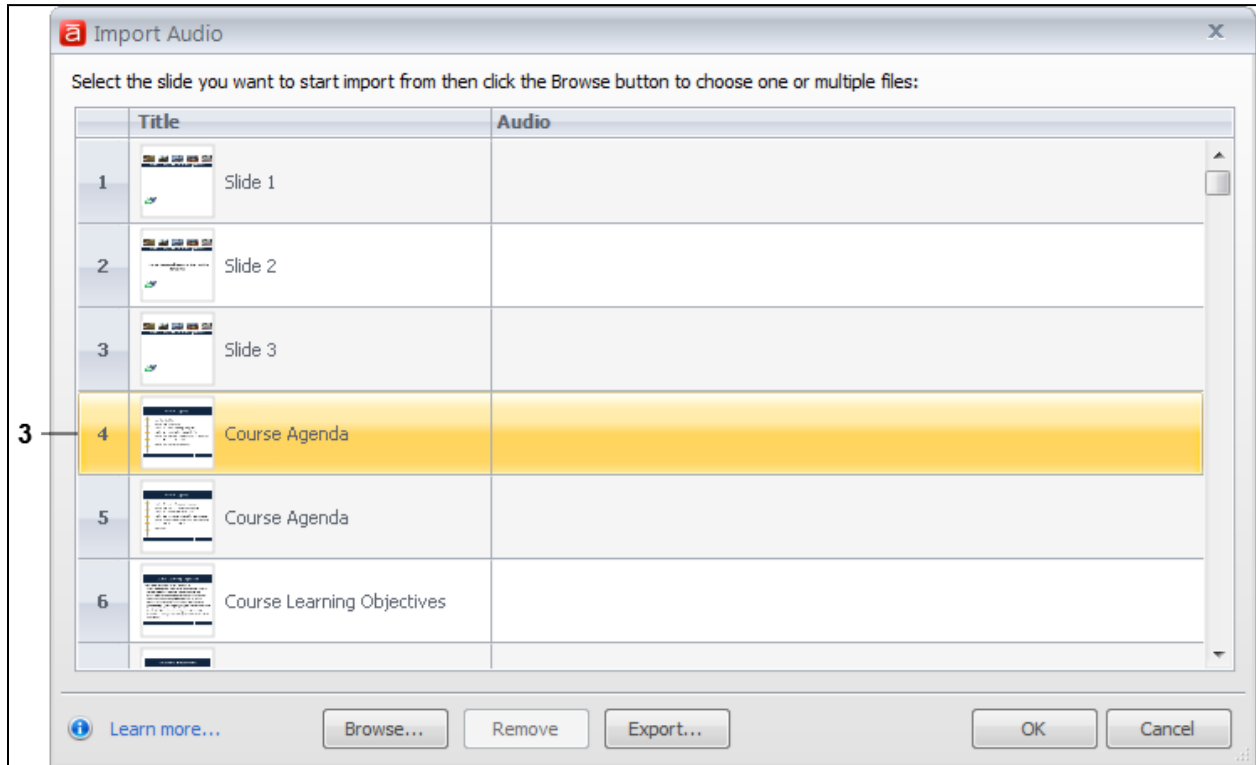 Import Audio
Select the slide you want to start import from then click the Browse button to choose one or multiple files:
Title Audio
1 Slide 1
2 Slide 2
3 Slide 3
3 4 Course Agenda
5 Course Agenda
6 Course Learning Objectives
Learn more... Browse... Remove Export... OK Cancel